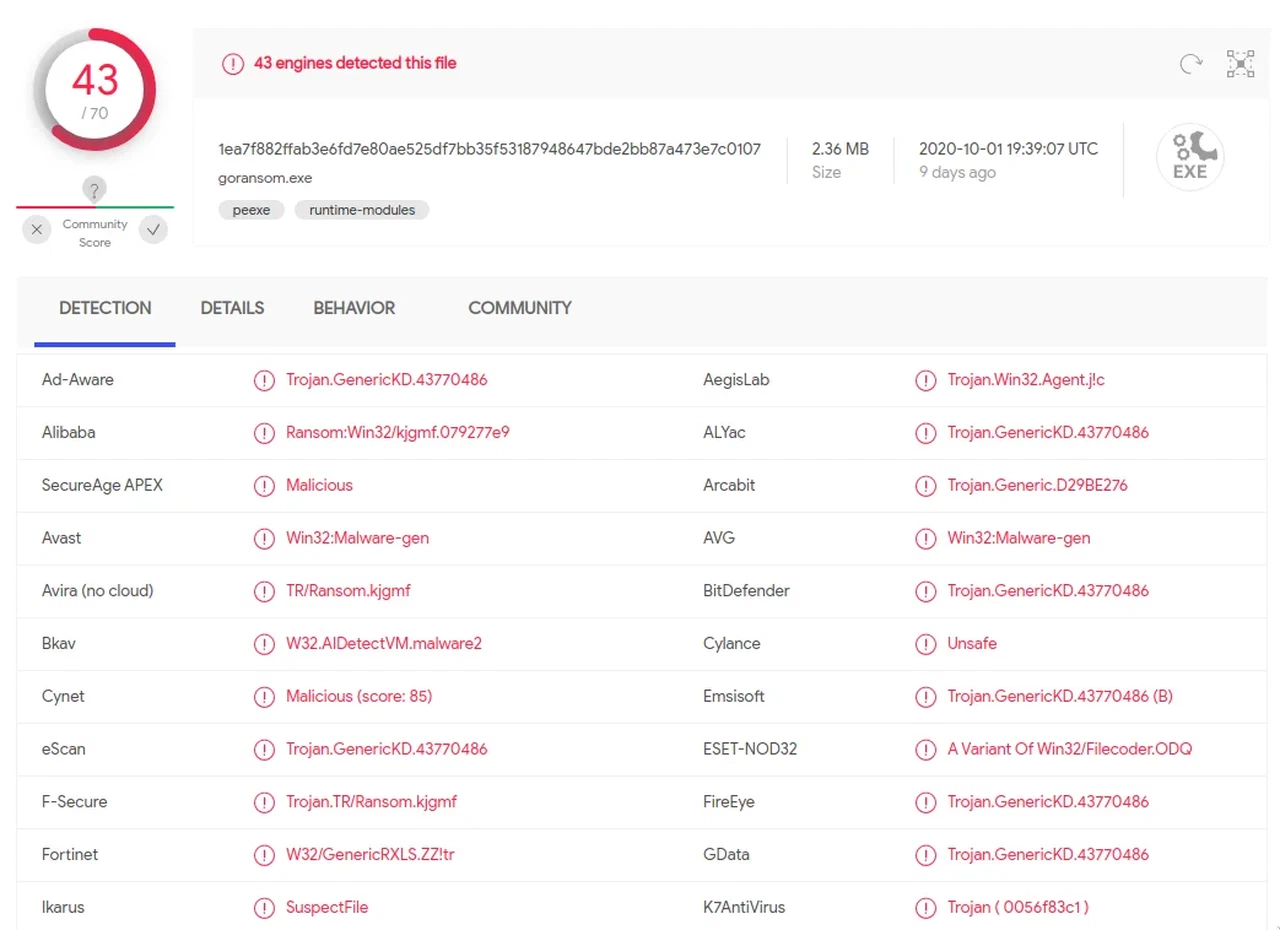 43
/ 70
?
Community
Score
43 engines detected this file
1ea7f882ffab3e6fd7e80ae525df7bb35f53187948647bde2bb87a473e7c0107
goransom.exe
peexe runtime-modules
2.36 MB
Size
2020-10-01 19:39:07 UTC
9 days ago
EXE
DETECTION DETAILS BEHAVIOR COMMUNITY
Ad-Aware Trojan.GenericKD.43770486 AegisLab Trojan.Win32.Agent.j!c
Alibaba Ransom:Win32/kjgmf.079277e9 ALYac Trojan.GenericKD.43770486
SecureAge APEX Malicious Arcabit Trojan.Generic.D29BE276
Avast Win32:Malware-gen AVG Win32:Malware-gen
Avira (no cloud) TR/Ransom.kjgmf BitDefender Trojan.GenericKD.43770486
Bkav W32.AIDetectVM.malware2 Cylance Unsafe
Cynet Malicious (score: 85) Emsisoft Trojan.GenericKD.43770486 (B)
eScan Trojan.GenericKD.43770486 ESET-NOD32 A Variant Of Win32/Filecoder.ODQ
F-Secure Trojan.TR/Ransom.kjgmf FireEye Trojan.GenericKD.43770486
Fortinet W32/GenericRXLS.ZZ!tr GData Trojan.GenericKD.43770486
Ikarus SuspectFile K7AntiVirus Trojan ( 0056f83c1 )